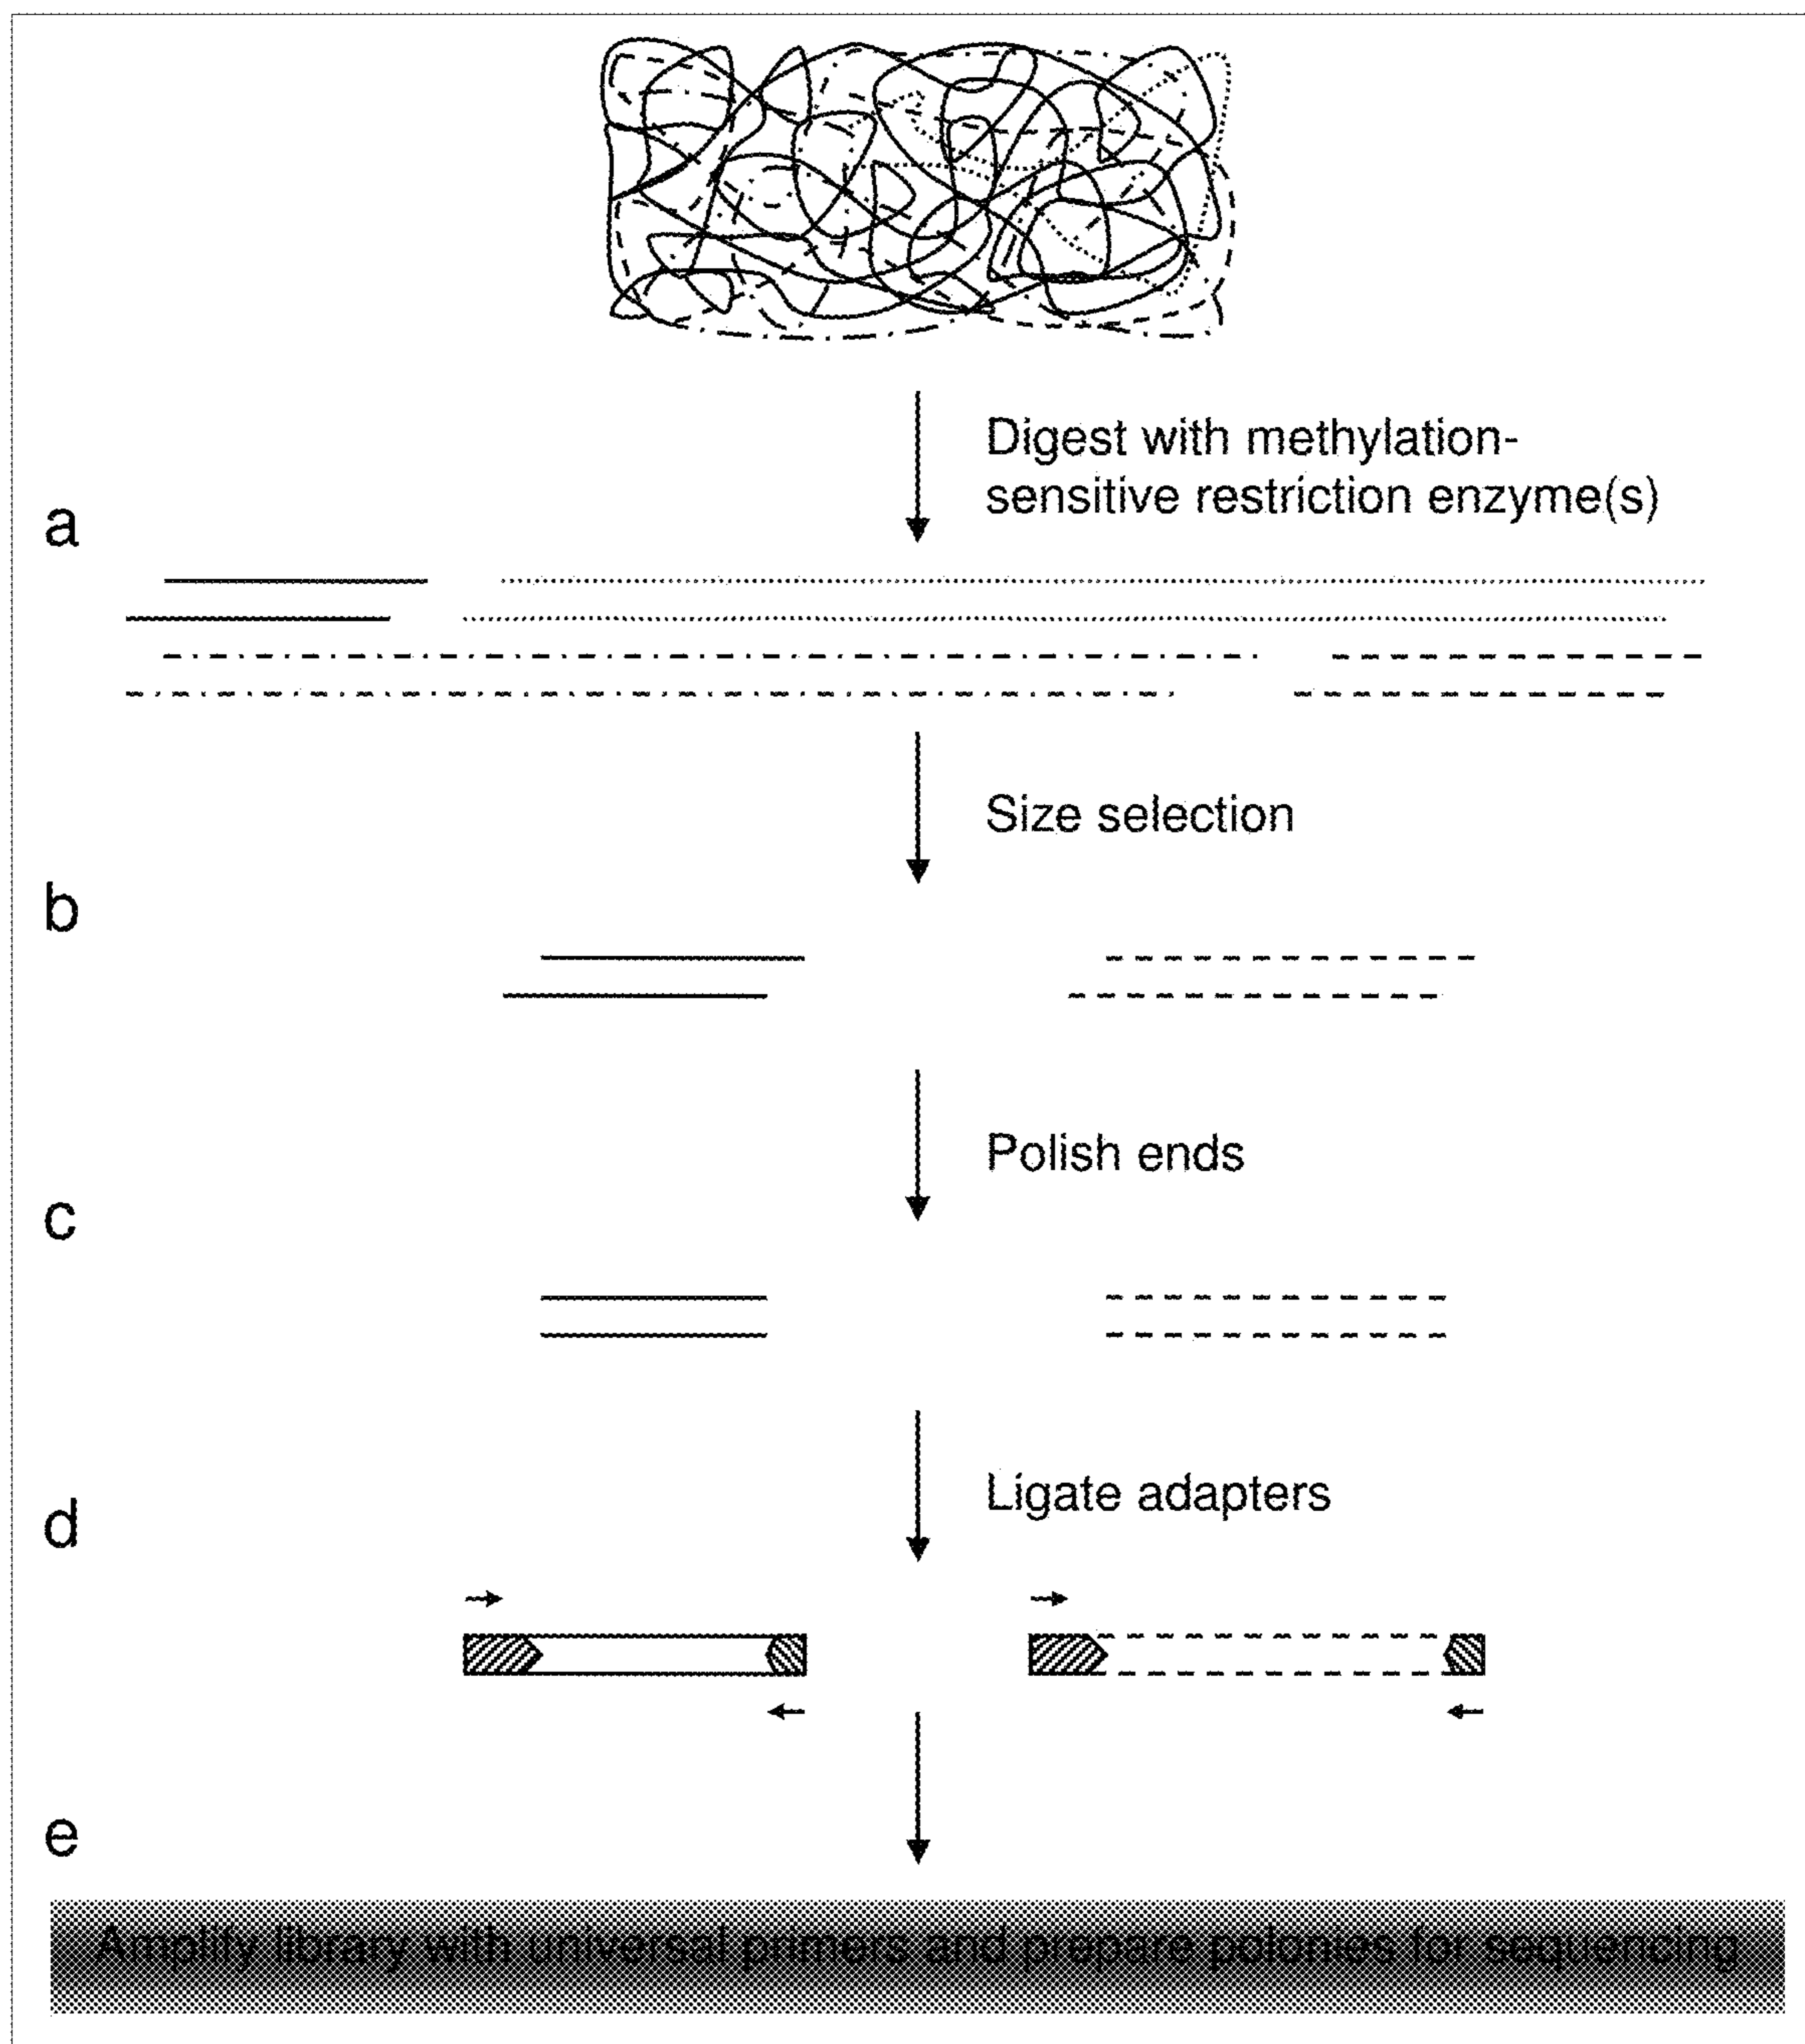 Digest with methylation-
sensitive restriction enzyme(s)
a
Size selection
b
Polish ends
c
Ligate adapters
d
e
Amplify library with universal primers and prepare polonies for sequencing